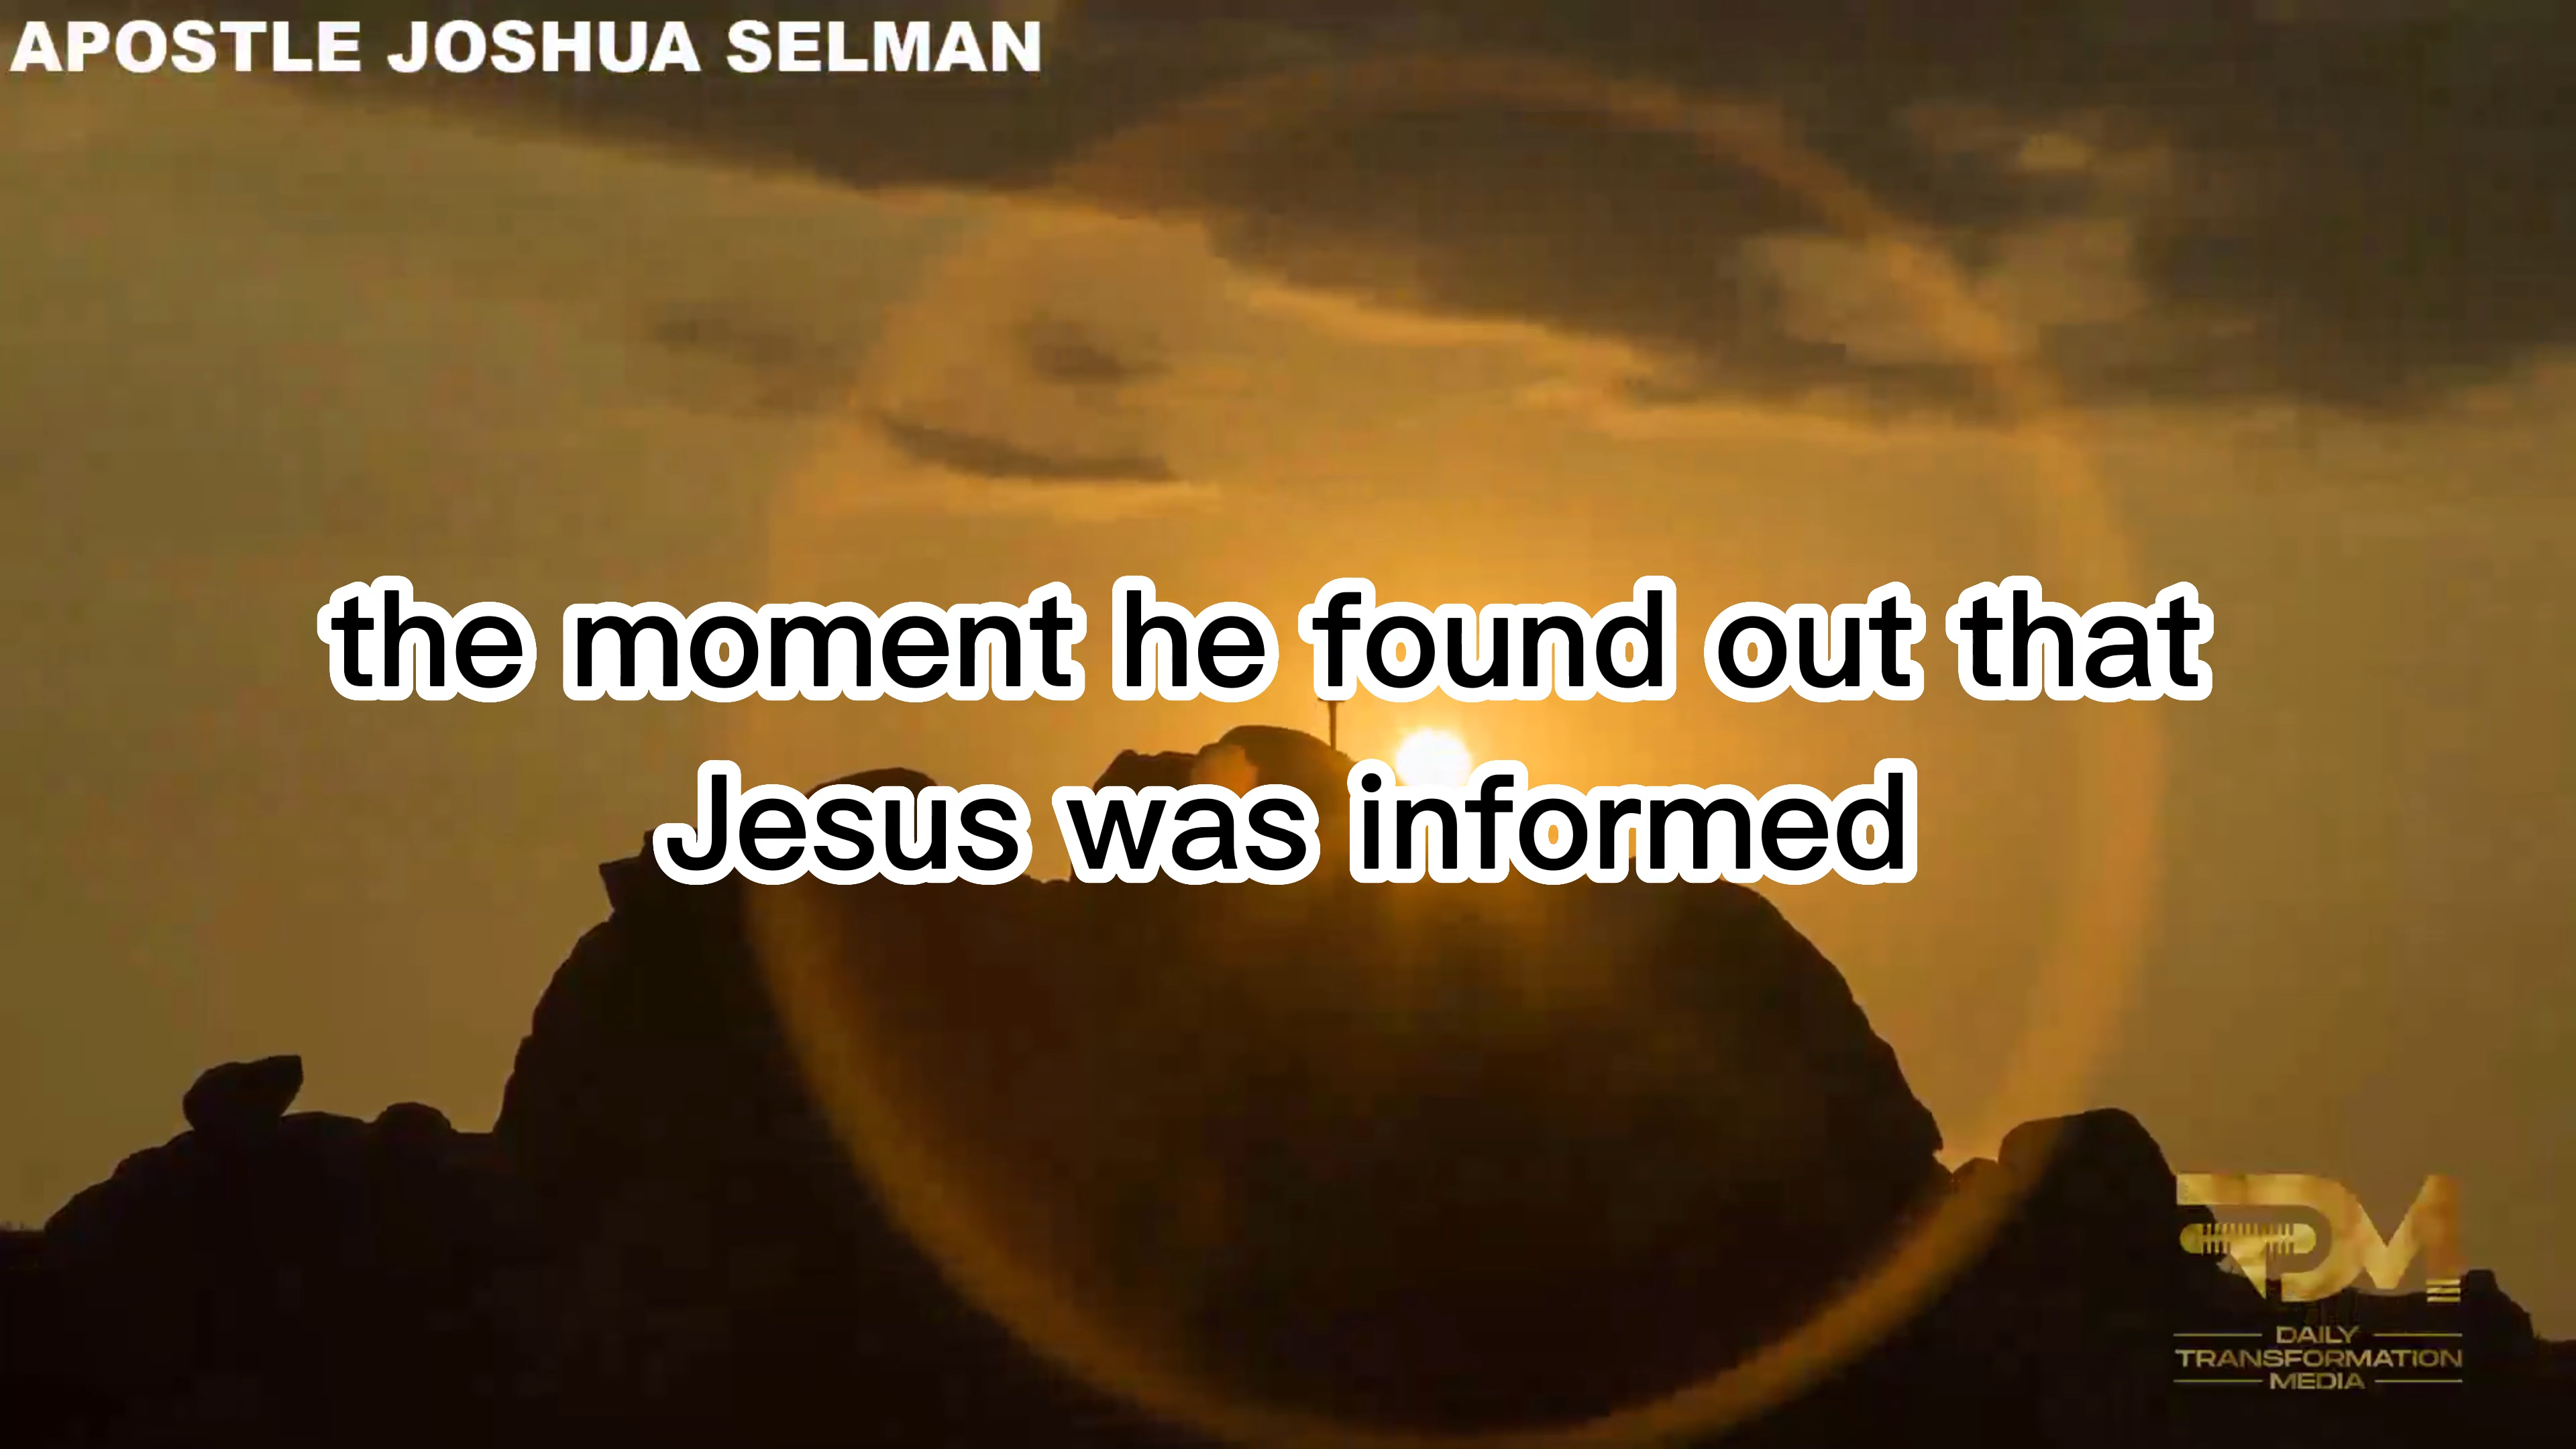 APOSTLE JOSHUA SELMAN
the moment he found out that
Jesus was informed
DAILY
TRANSFORMATION
MEDIA